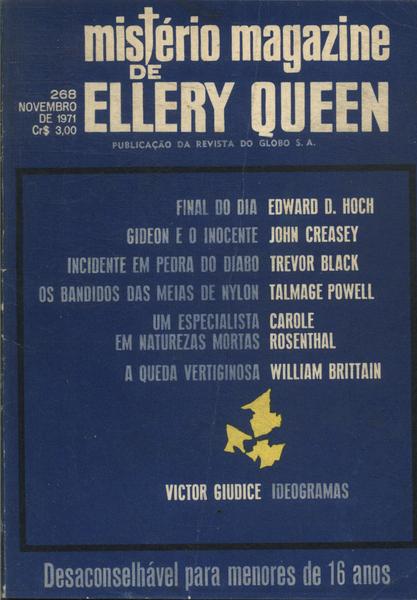 mistério magazine
DE
ELLERY QUEEN
268
NOVEMBRO
DE 1971
Cr$ 3,00
PUBLICAÇÃO DA REVISTA DO GLOBO S. A.
FINAL DO DIA EDWARD D. HOCH
GIDEON E O INOCENTE JOHN CREASEY
INCIDENTE EM PEDRA DO DIABO TREVOR BLACK
OS BANDIDOS DAS MEIAS DE NYLON TALMAGE POWELL
UM ESPECIALISTA CAROLE
EM NATUREZAS MORTAS ROSENTHAL
A QUEDA VERTIGINOSA WILLIAM BRITTAIN
VICTOR GIUDICE IDEOGRAMAS
Desaconselhável para menores de 16 anos